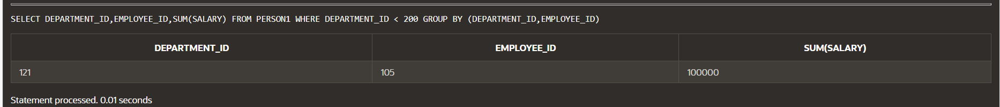 SELECT DEPARTMENT_ID,EMPLOYEE_ID,SUM(SALARY) FROM PERSON1 WHERE DEPARTMENT_ID < 200 GROUP BY (DEPARTMENT_ID,EMPLOYEE_ID)
DEPARTMENT_ID EMPLOYEE_ID SUM(SALARY)
121 105 100000
Statement processed. 0.01 seconds